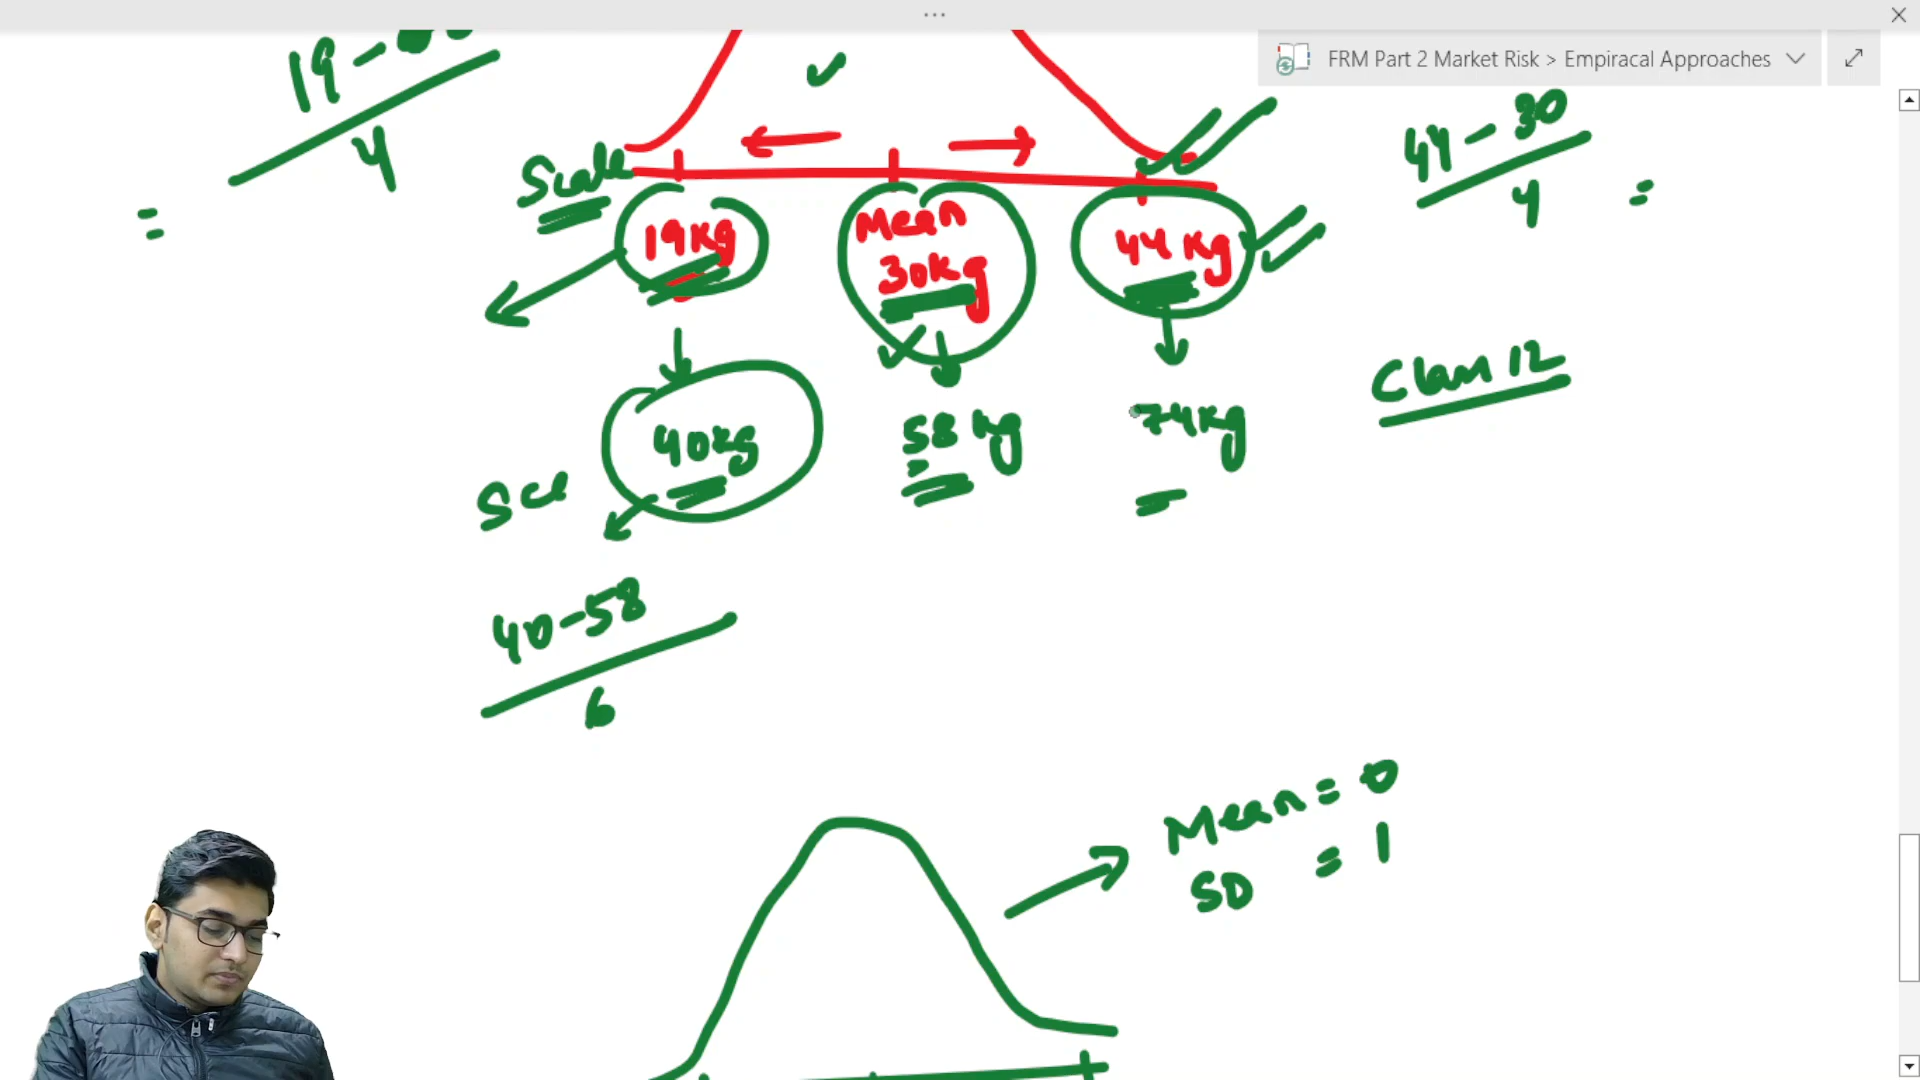 ...
FRM Part 2 Market Risk > Empiracal Approaches
19 -
4
=
44 - 30
4
=
Scale
19kg
Mean
30kg
44 kg
Class 12
40kg
58 kg
74kg
Scl
40-58
6
Mean = 0
SD = 1